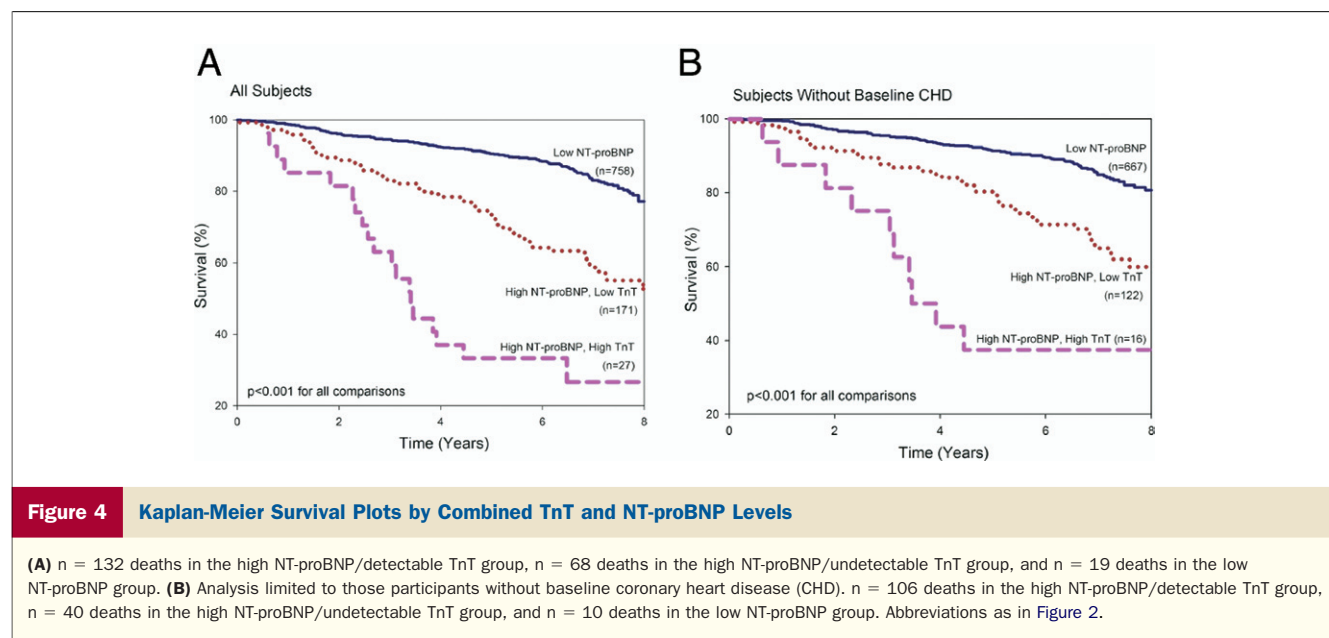 A
All Subjects
100
80
60
40
20
Survival (%)
0 2 4 6 8
Time (Years)
Low NT-proBNP
(n=758)
High NT-proBNP, Low TnT
(n=171)
High NT-proBNP, High TnT
(n=27)
p<0.001 for all comparisons
B
Subjects Without Baseline CHD
100
80
60
40
20
Survival (%)
0 2 4 6 8
Time (Years)
Low NT-proBNP
(n=667)
High NT-proBNP, Low TnT
(n=122)
High NT-proBNP, High TnT (n=16)
p<0.001 for all comparisons
Figure 4 Kaplan-Meier Survival Plots by Combined TnT and NT-proBNP Levels
(A) n = 132 deaths in the high NT-proBNP/detectable TnT group, n = 68 deaths in the high NT-proBNP/undetectable TnT group, and n = 19 deaths in the low
NT-proBNP group. (B) Analysis limited to those participants without baseline coronary heart disease (CHD). n = 106 deaths in the high NT-proBNP/detectable TnT group,
n = 40 deaths in the high NT-proBNP/undetectable TnT group, and n = 10 deaths in the low NT-proBNP group. Abbreviations as in Figure 2.